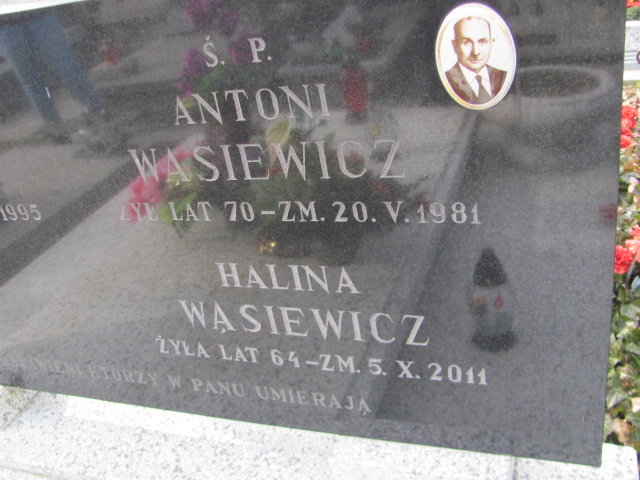 Ś. P.
ANTONI
WĄSIEWICZ
1995
ŻYŁ LAT 70-ZM. 20.V.1981
HALINA
WĄSIEWICZ
ŻYŁA LAT 64-ZM. 5.X.2011
KTÓRZY W PANU UMIERAJĄ